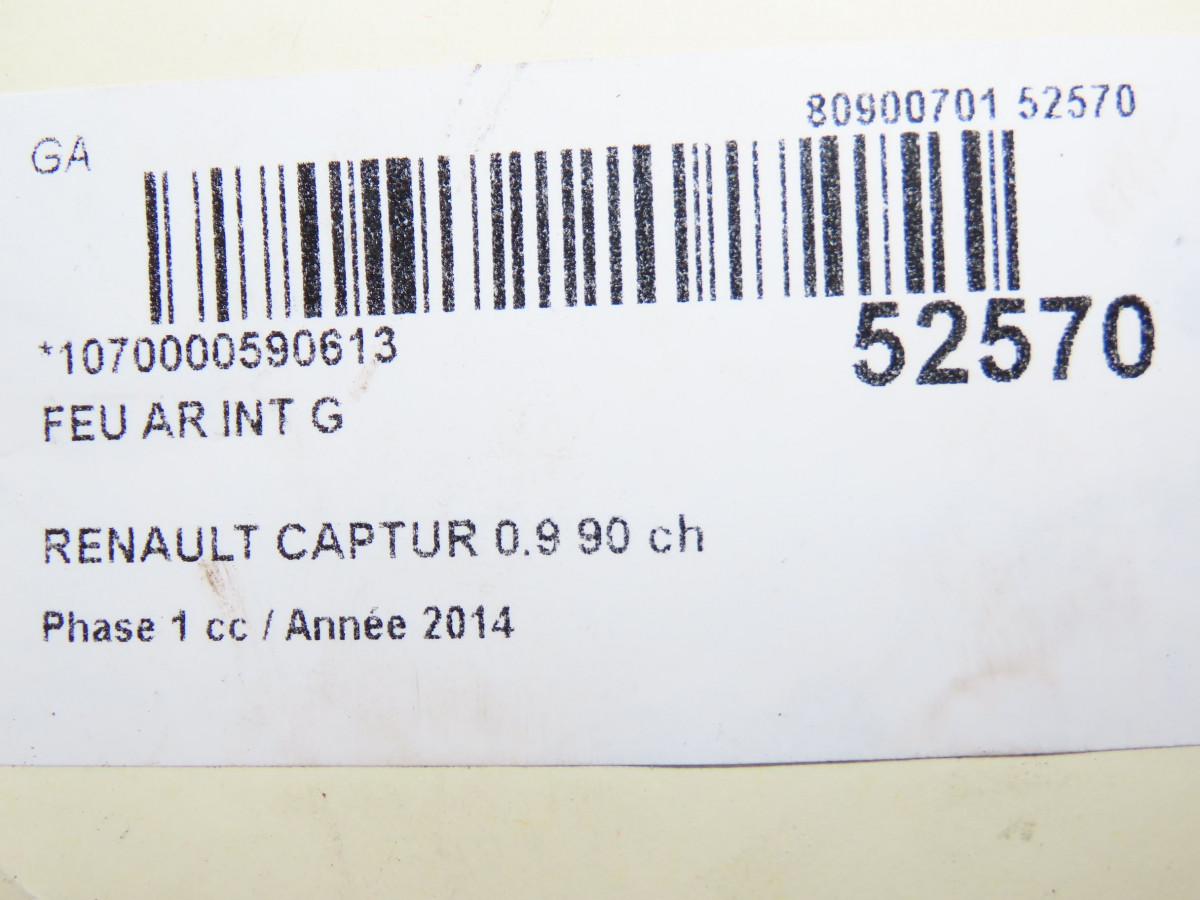 80900701 52570
GA
*1070000590613
52570
FEU AR INT G
RENAULT CAPTUR 0.9 90 ch
Phase 1 cc / Année 2014